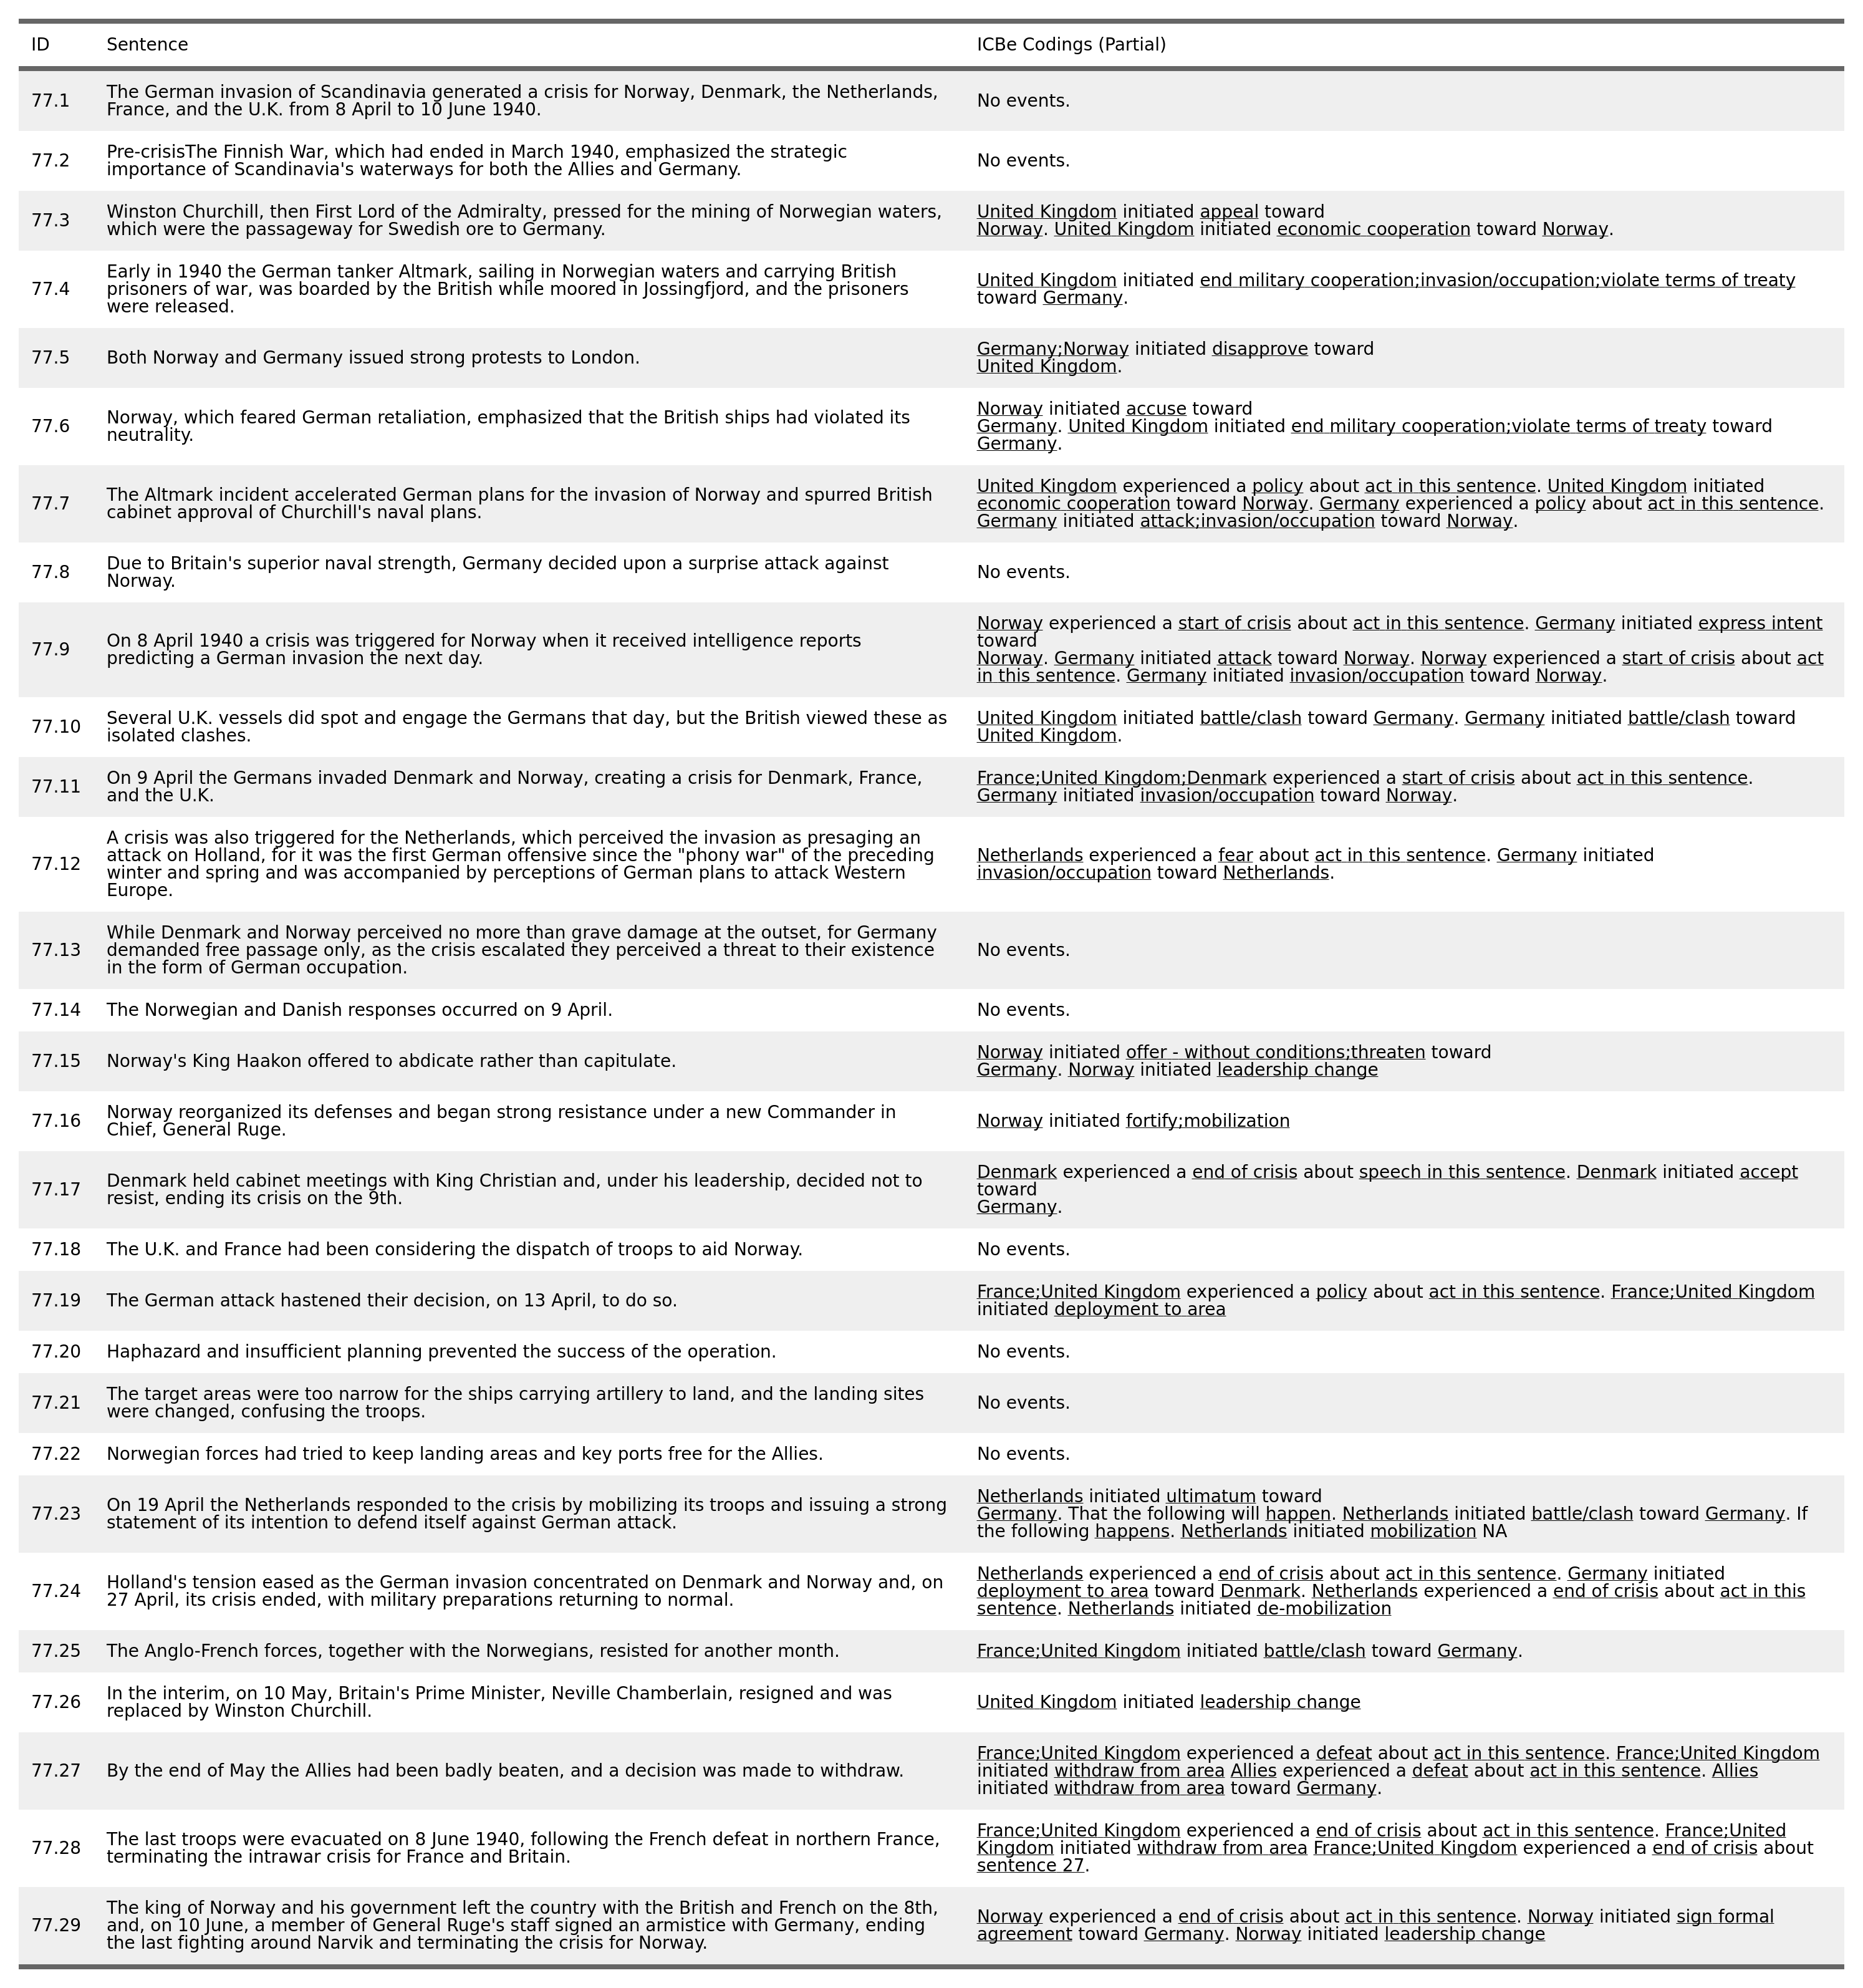 ID Sentence ICBe Codings (Partial)
77.1 The German invasion of Scandinavia generated a crisis for Norway, Denmark, the Netherlands,
France, and the U.K. from 8 April to 10 June 1940.
No events.
77.2 Pre-crisisThe Finnish War, which had ended in March 1940, emphasized the strategic
importance of Scandinavia's waterways for both the Allies and Germany.
No events.
77.3 Winston Churchill, then First Lord of the Admiralty, pressed for the mining of Norwegian waters,
which were the passageway for Swedish ore to Germany.
United Kingdom initiated appeal toward
Norway. United Kingdom initiated economic cooperation toward Norway.
77.4 Early in 1940 the German tanker Altmark, sailing in Norwegian waters and carrying British
prisoners of war, was boarded by the British while moored in Jossingfjord, and the prisoners
were released.
United Kingdom initiated end military cooperation;invasion/occupation;violate terms of treaty
toward Germany.
77.5 Both Norway and Germany issued strong protests to London.
Germany;Norway initiated disapprove toward
United Kingdom.
77.6 Norway, which feared German retaliation, emphasized that the British ships had violated its
neutrality.
Norway initiated accuse toward
Germany. United Kingdom initiated end military cooperation;violate terms of treaty toward
Germany.
77.7 The Altmark incident accelerated German plans for the invasion of Norway and spurred British
cabinet approval of Churchill's naval plans.
United Kingdom experienced a policy about act in this sentence. United Kingdom initiated
economic cooperation toward Norway. Germany experienced a policy about act in this sentence.
Germany initiated attack;invasion/occupation toward Norway.
77.8 Due to Britain's superior naval strength, Germany decided upon a surprise attack against
Norway.
No events.
77.9 On 8 April 1940 a crisis was triggered for Norway when it received intelligence reports
predicting a German invasion the next day.
Norway experienced a start of crisis about act in this sentence. Germany initiated express intent
toward
Norway. Germany initiated attack toward Norway. Norway experienced a start of crisis about act
in this sentence. Germany initiated invasion/occupation toward Norway.
77.10 Several U.K. vessels did spot and engage the Germans that day, but the British viewed these as
isolated clashes.
United Kingdom initiated battle/clash toward Germany. Germany initiated battle/clash toward
United Kingdom.
77.11 On 9 April the Germans invaded Denmark and Norway, creating a crisis for Denmark, France,
and the U.K.
France;United Kingdom;Denmark experienced a start of crisis about act in this sentence.
Germany initiated invasion/occupation toward Norway.
77.12 A crisis was also triggered for the Netherlands, which perceived the invasion as presaging an
attack on Holland, for it was the first German offensive since the "phony war" of the preceding
winter and spring and was accompanied by perceptions of German plans to attack Western
Europe.
Netherlands experienced a fear about act in this sentence. Germany initiated
invasion/occupation toward Netherlands.
77.13 While Denmark and Norway perceived no more than grave damage at the outset, for Germany
demanded free passage only, as the crisis escalated they perceived a threat to their existence
in the form of German occupation.
No events.
77.14 The Norwegian and Danish responses occurred on 9 April.
No events.
77.15 Norway's King Haakon offered to abdicate rather than capitulate.
Norway initiated offer - without conditions;threaten toward
Germany. Norway initiated leadership change
77.16 Norway reorganized its defenses and began strong resistance under a new Commander in
Chief, General Ruge.
Norway initiated fortify;mobilization
77.17 Denmark held cabinet meetings with King Christian and, under his leadership, decided not to
resist, ending its crisis on the 9th.
Denmark experienced a end of crisis about speech in this sentence. Denmark initiated accept
toward
Germany.
77.18 The U.K. and France had been considering the dispatch of troops to aid Norway.
No events.
77.19 The German attack hastened their decision, on 13 April, to do so.
France;United Kingdom experienced a policy about act in this sentence. France;United Kingdom
initiated deployment to area
77.20 Haphazard and insufficient planning prevented the success of the operation.
No events.
77.21 The target areas were too narrow for the ships carrying artillery to land, and the landing sites
were changed, confusing the troops.
No events.
77.22 Norwegian forces had tried to keep landing areas and key ports free for the Allies.
No events.
77.23 On 19 April the Netherlands responded to the crisis by mobilizing its troops and issuing a strong
statement of its intention to defend itself against German attack.
Netherlands initiated ultimatum toward
Germany. That the following will happen. Netherlands initiated battle/clash toward Germany. If
the following happens. Netherlands initiated mobilization NA
77.24 Holland's tension eased as the German invasion concentrated on Denmark and Norway and, on
27 April, its crisis ended, with military preparations returning to normal.
Netherlands experienced a end of crisis about act in this sentence. Germany initiated
deployment to area toward Denmark. Netherlands experienced a end of crisis about act in this
sentence. Netherlands initiated de-mobilization
77.25 The Anglo-French forces, together with the Norwegians, resisted for another month.
France;United Kingdom initiated battle/clash toward Germany.
77.26 In the interim, on 10 May, Britain's Prime Minister, Neville Chamberlain, resigned and was
replaced by Winston Churchill.
United Kingdom initiated leadership change
77.27 By the end of May the Allies had been badly beaten, and a decision was made to withdraw.
France;United Kingdom experienced a defeat about act in this sentence. France;United Kingdom
initiated withdraw from area Allies experienced a defeat about act in this sentence. Allies
initiated withdraw from area toward Germany.
77.28 The last troops were evacuated on 8 June 1940, following the French defeat in northern France,
terminating the intrawar crisis for France and Britain.
France;United Kingdom experienced a end of crisis about act in this sentence. France;United
Kingdom initiated withdraw from area France;United Kingdom experienced a end of crisis about
sentence 27.
77.29 The king of Norway and his government left the country with the British and French on the 8th,
and, on 10 June, a member of General Ruge's staff signed an armistice with Germany, ending
the last fighting around Narvik and terminating the crisis for Norway.
Norway experienced a end of crisis about act in this sentence. Norway initiated sign formal
agreement toward Germany. Norway initiated leadership change